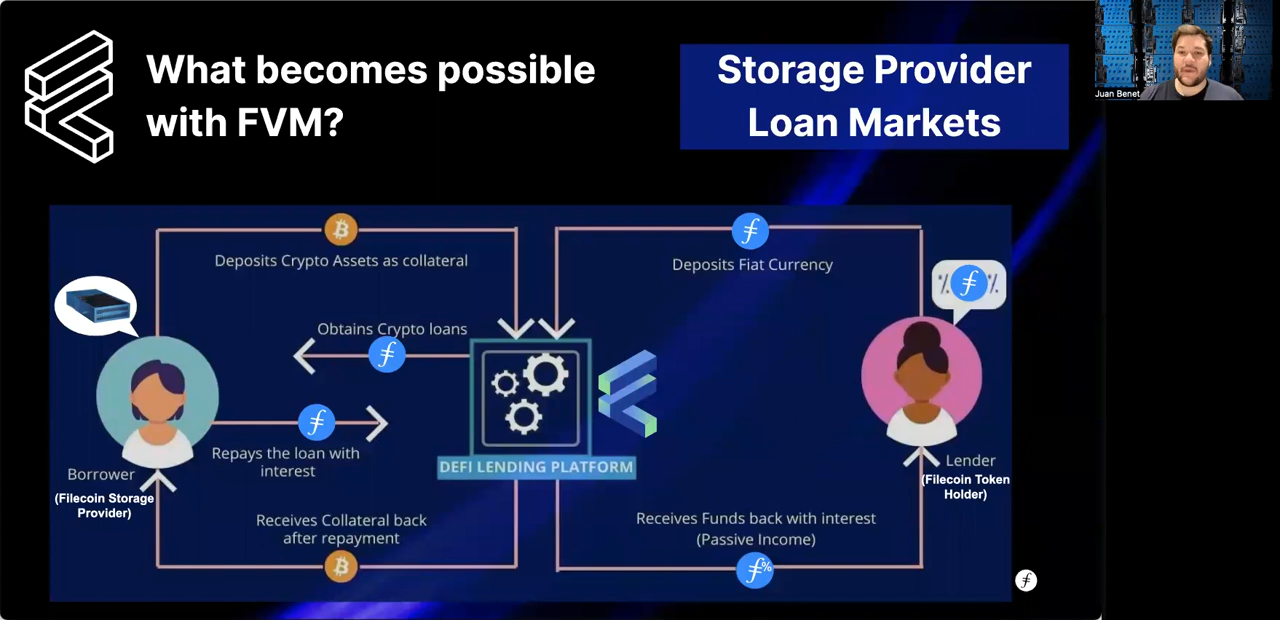 What becomes possible
with FVM?
Storage Provider
Loan Markets
Juan Benet
Deposits Crypto Assets as collateral
Deposits Fiat Currency
Obtains Crypto loans
Repays the loan with
interest
DEFI LENDING PLATFORM
Borrower
(Filecoin Storage
Provider)
Lender
(Filecoin Token
Holder)
Receives Collateral back
after repayment
Receives Funds back with interest
(Passive Income)